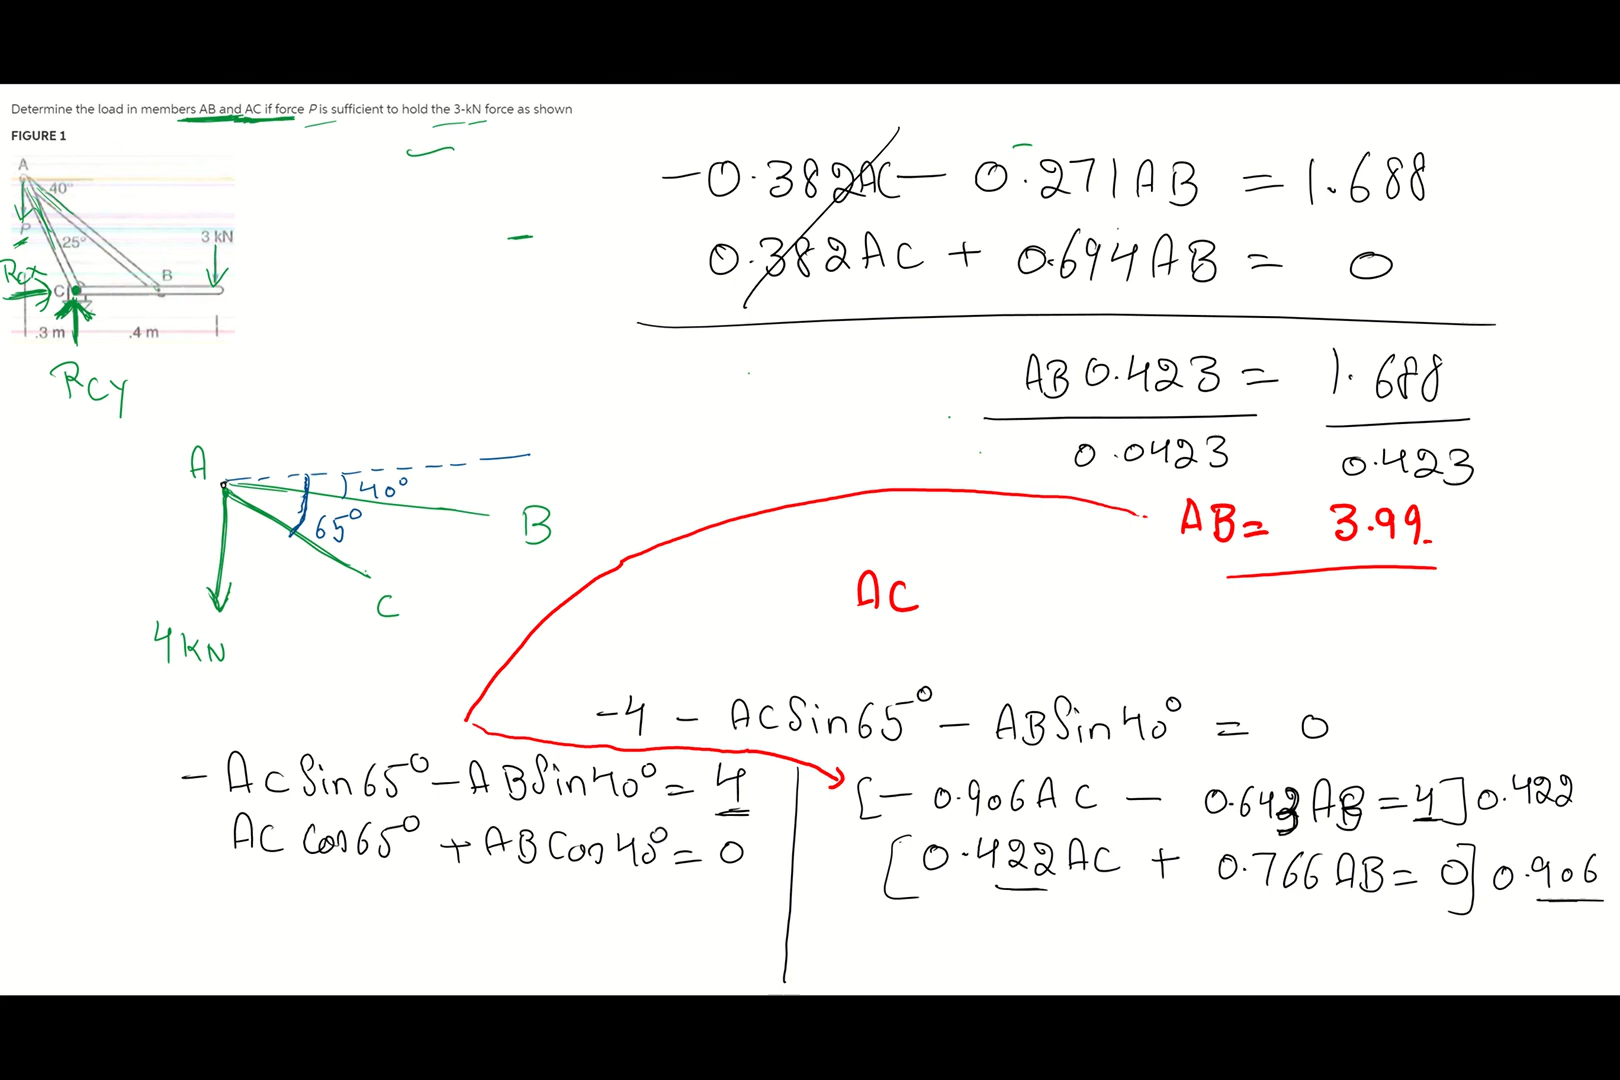 Determine the load in members AB and AC if force P is sufficient to hold the 3-kN force as shown
FIGURE 1
A
40°
P
25°
3 kN
Rcx
C
B
.3 m
.4 m
RCY
A
40°
65°
B
C
4KN
-0.382AC - 0.271AB = 1.688
0.382AC + 0.694AB = 0
AB 0.423 = 1.688
0.0423 0.423
AB = 3.99
AC
-4 - ACSin65° - ABSin40° = 0
- ACSin65° - ABSin40° = 4
AC Cos65° + ABCos40° = 0
[- 0.906AC - 0.643AB = 4] 0.422
[0.422AC + 0.766AB = 0] 0.906